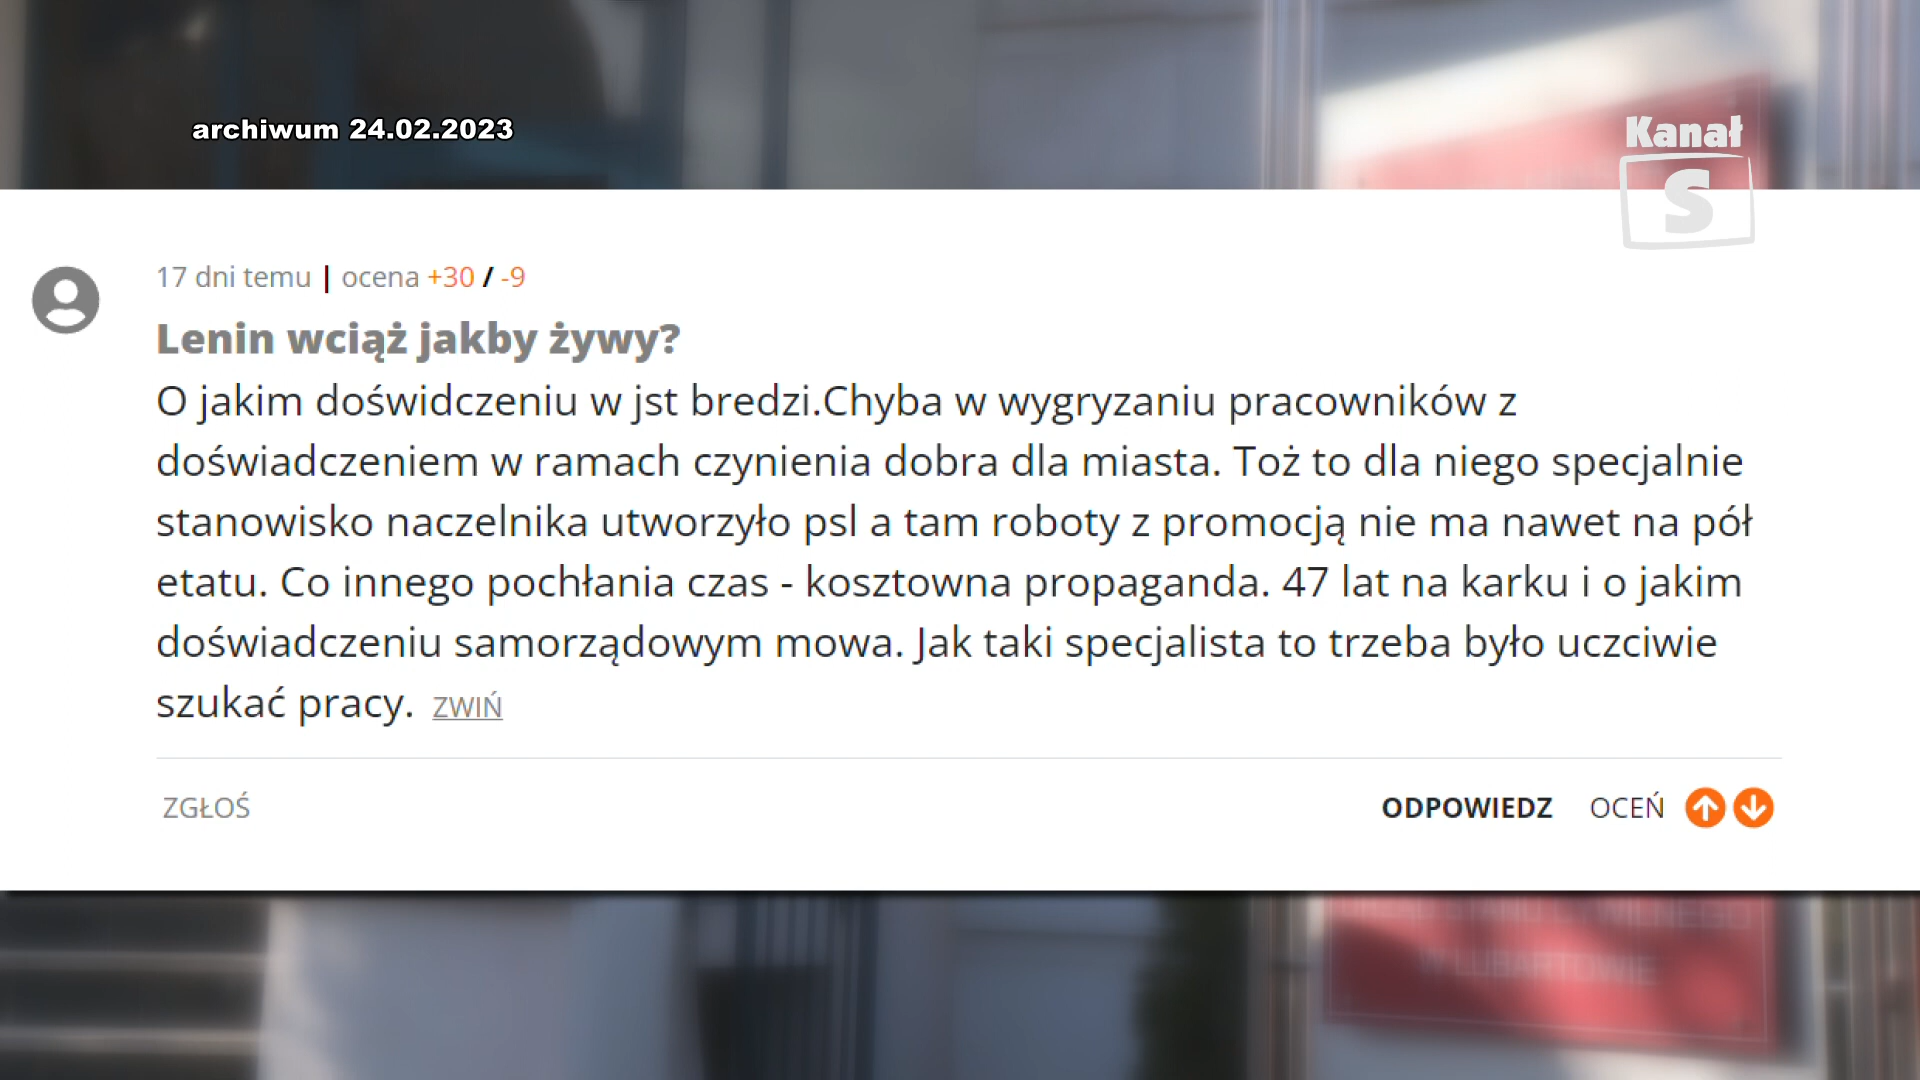 archiwum 24.02.2023
Kanał
S
17 dni temu | ocena +30 / -9
Lenin wciąż jakby żywy?
O jakim doświdczeniu w jst bredzi.Chyba w wygryzaniu pracowników z
doświadczeniem w ramach czynienia dobra dla miasta. Toż to dla niego specjalnie
stanowisko naczelnika utworzyło psl a tam roboty z promocją nie ma nawet na pół
etatu. Co innego pochłania czas - kosztowna propaganda. 47 lat na karku i o jakim
doświadczeniu samorządowym mowa. Jak taki specjalista to trzeba było uczciwie
szukać pracy. ZWIŃ
ZGŁOŚ
ODPOWIEDZ OCEŃ
W LUBARTOWIE